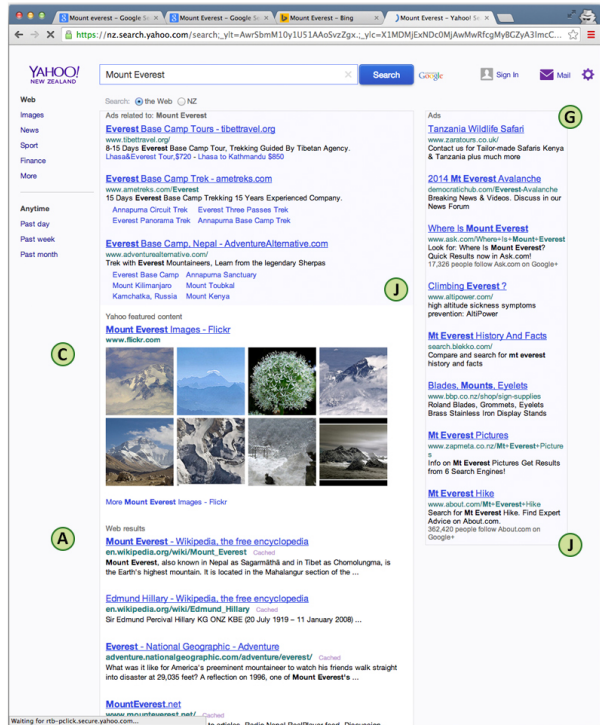 Mount Everest - Google Se
Mount Everest - Google Se
Mount Everest - Bing
Mount Everest - Yahoo! Se
https://nz.search.yahoo.com/search;_ylt=AwrSbmM10y1U51AAoSvzZgx.;_ylc=X1MDMjExNDc0MjAwMwRfcgMyBGZyA3ImcC...
YAHOO!
NEW ZEALAND
Mount Everest
Search
Google
Sign In
Mail
Search: the Web NZ
Web
Images
News
Sport
Finance
More
Anytime
Past day
Past week
Past month
Ads related to: Mount Everest
Everest Base Camp Tours - tibettravel.org
www.tibettravel.org/
8-15 Days Everest Base Camp Tour, Trekking Guided By Tibetan Agency.
Lhasa&Everest Tour,$720 - Lhasa to Kathmandu $850
Everest Base Camp Trek - ametreks.com
www.ametreks.com/Everest
15 Days Everest Base Camp Trekking 15 Years Experienced Company.
Annapurna Circuit Trek Everest Three Passes Trek
Everest Panorama Trek Annapurna Base Camp Trek
Everest Base Camp, Nepal - AdventureAlternative.com
www.adventurealternative.com/
Trek with Everest Mountaineers, Learn from the legendary Sherpas
Everest Base Camp Annapurna Sanctuary
Mount Kilimanjaro Mount Toubkal
Kamchatka, Russia Mount Kenya
J
Yahoo featured content
Mount Everest Images - Flickr
www.flickr.com
C
More Mount Everest Images - Flickr
Web results
A
Mount Everest - Wikipedia, the free encyclopedia
en.wikipedia.org/wiki/Mount_Everest Cached
Mount Everest, also known in Nepal as Sagarmāthā and in Tibet as Chomolungma, is
the Earth's highest mountain. It is located in the Mahalangur section of the ...
Edmund Hillary - Wikipedia, the free encyclopedia
en.wikipedia.org/wiki/Edmund_Hillary Cached
Sir Edmund Percival Hillary KG ONZ KBE (20 July 1919 – 11 January 2008) ...
Everest - National Geographic - Adventure
adventure.nationalgeographic.com/adventure/everest/ Cached
What was it like for America's preeminent mountaineer to watch his friends walk straight
into disaster at 29,035 feet? A reflection on 1996, one of Mount Everest's ...
MountEverest.net
www.mounteverest.net/ Cached
Waiting for rtb-pclick.secure.yahoo.com...
Ads
G
Tanzania Wildlife Safari
www.zaratours.co.uk/
Contact us for Tailor-made Safaris Kenya
& Tanzania plus much more
2014 Mt Everest Avalanche
democratichub.com/Everest-Avalanche
Breaking News & Videos. Discuss in our
News Forum
Where Is Mount Everest
www.ask.com/Where+Is+Mount+Everest
Look for: Where Is Mount Everest?
Quick Results now in Ask.com!
17,326 people follow Ask.com on Google+
Climbing Everest ?
www.altipower.com/
high altitude sickness symptoms
prevention: AltiPower
Mt Everest History And Facts
search.blekko.com/
Compare and search for mt everest
history and facts
Blades, Mounts, Eyelets
www.bbp.co.nz/shop/sign-supplies
Roland Blades, Grommets, Eyelets
Brass Stainless Iron Display Stands
Mt Everest Pictures
www.zapmeta.co.nz/Mt+Everest+Picture
s
Info on Mt Everest Pictures Get Results
from 6 Search Engines!
Mt Everest Hike
www.about.com/Mt+Everest+Hike
Search for Mt Everest Hike. Find Expert
Advice on About.com.
362,420 people follow About.com on
Google+
J